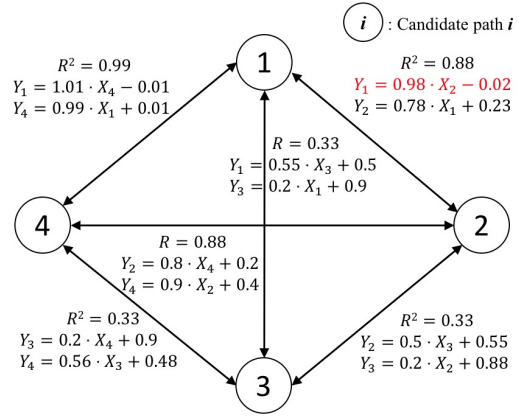 i : Candidate path i
1
R² = 0.99
Y₁ = 1.01 · X₄ − 0.01
Y₄ = 0.99 · X₁ + 0.01
R² = 0.88
Y₁ = 0.98 · X₂ − 0.02
Y₂ = 0.78 · X₁ + 0.23
R = 0.33
Y₁ = 0.55 · X₃ + 0.5
Y₃ = 0.2 · X₁ + 0.9
4
2
R = 0.88
Y₂ = 0.8 · X₄ + 0.2
Y₄ = 0.9 · X₂ + 0.4
R² = 0.33
Y₃ = 0.2 · X₄ + 0.9
Y₄ = 0.56 · X₃ + 0.48
R² = 0.33
Y₂ = 0.5 · X₃ + 0.55
Y₃ = 0.2 · X₂ + 0.88
3